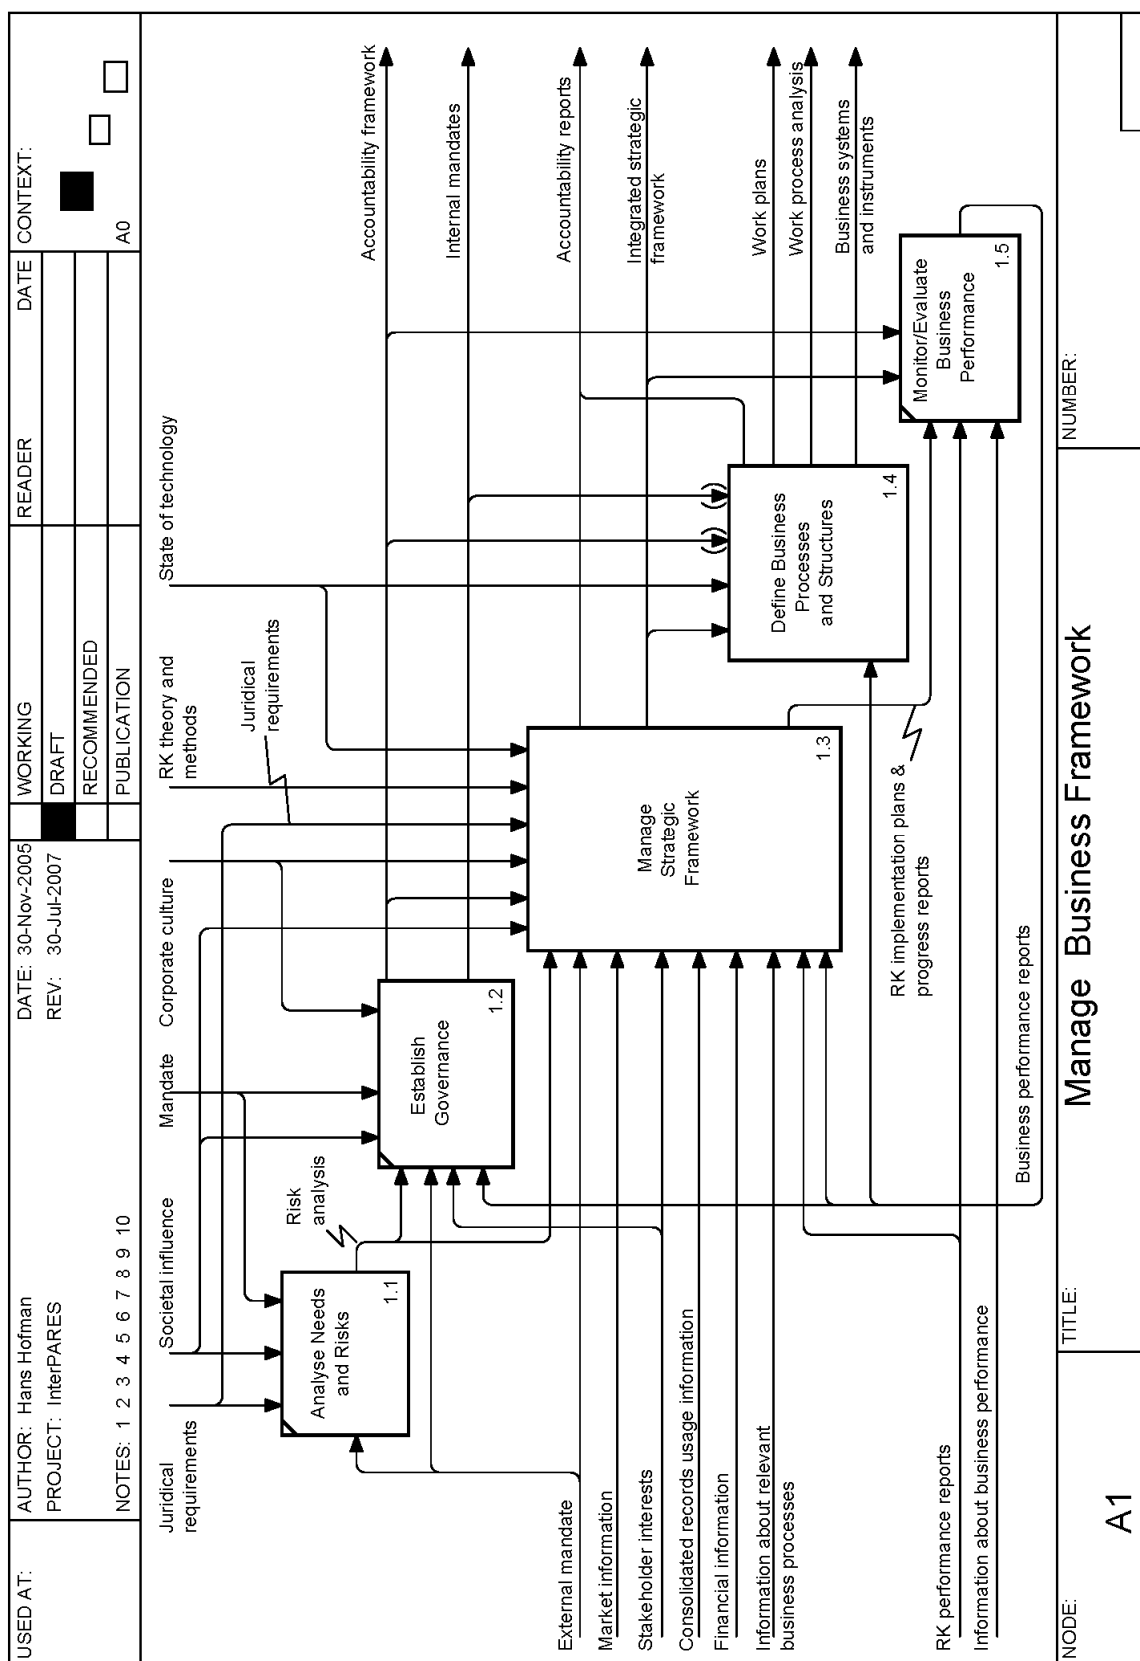 USED AT:
AUTHOR: Hans Hofman
PROJECT: InterPARES
NOTES: 1 2 3 4 5 6 7 8 9 10
DATE: 30-Nov-2005
REV: 30-Jul-2007
WORKING
DRAFT
RECOMMENDED
PUBLICATION
READER
DATE
CONTEXT:
A0
Juridical
requirements
Societal influence
Mandate
Corporate culture
RK theory and
methods
State of technology
Juridical
requirements
Accountability framework
Internal mandates
Accountability reports
Integrated strategic
framework
Work plans
Work process analysis
Business systems
and instruments
Analyse Needs
and Risks
1.1
Risk
analysis
Establish
Governance
1.2
Manage
Strategic
Framework
1.3
Define Business
Processes
and Structures
1.4
Monitor/Evaluate
Business
Performance
1.5
External mandate
Market information
Stakeholder interests
Consolidated records usage information
Financial information
Information about relevant
business processes
RK performance reports
Information about business performance
RK implementation plans &
progress reports
Business performance reports
NODE:
A1
TITLE:
Manage Business Framework
NUMBER: